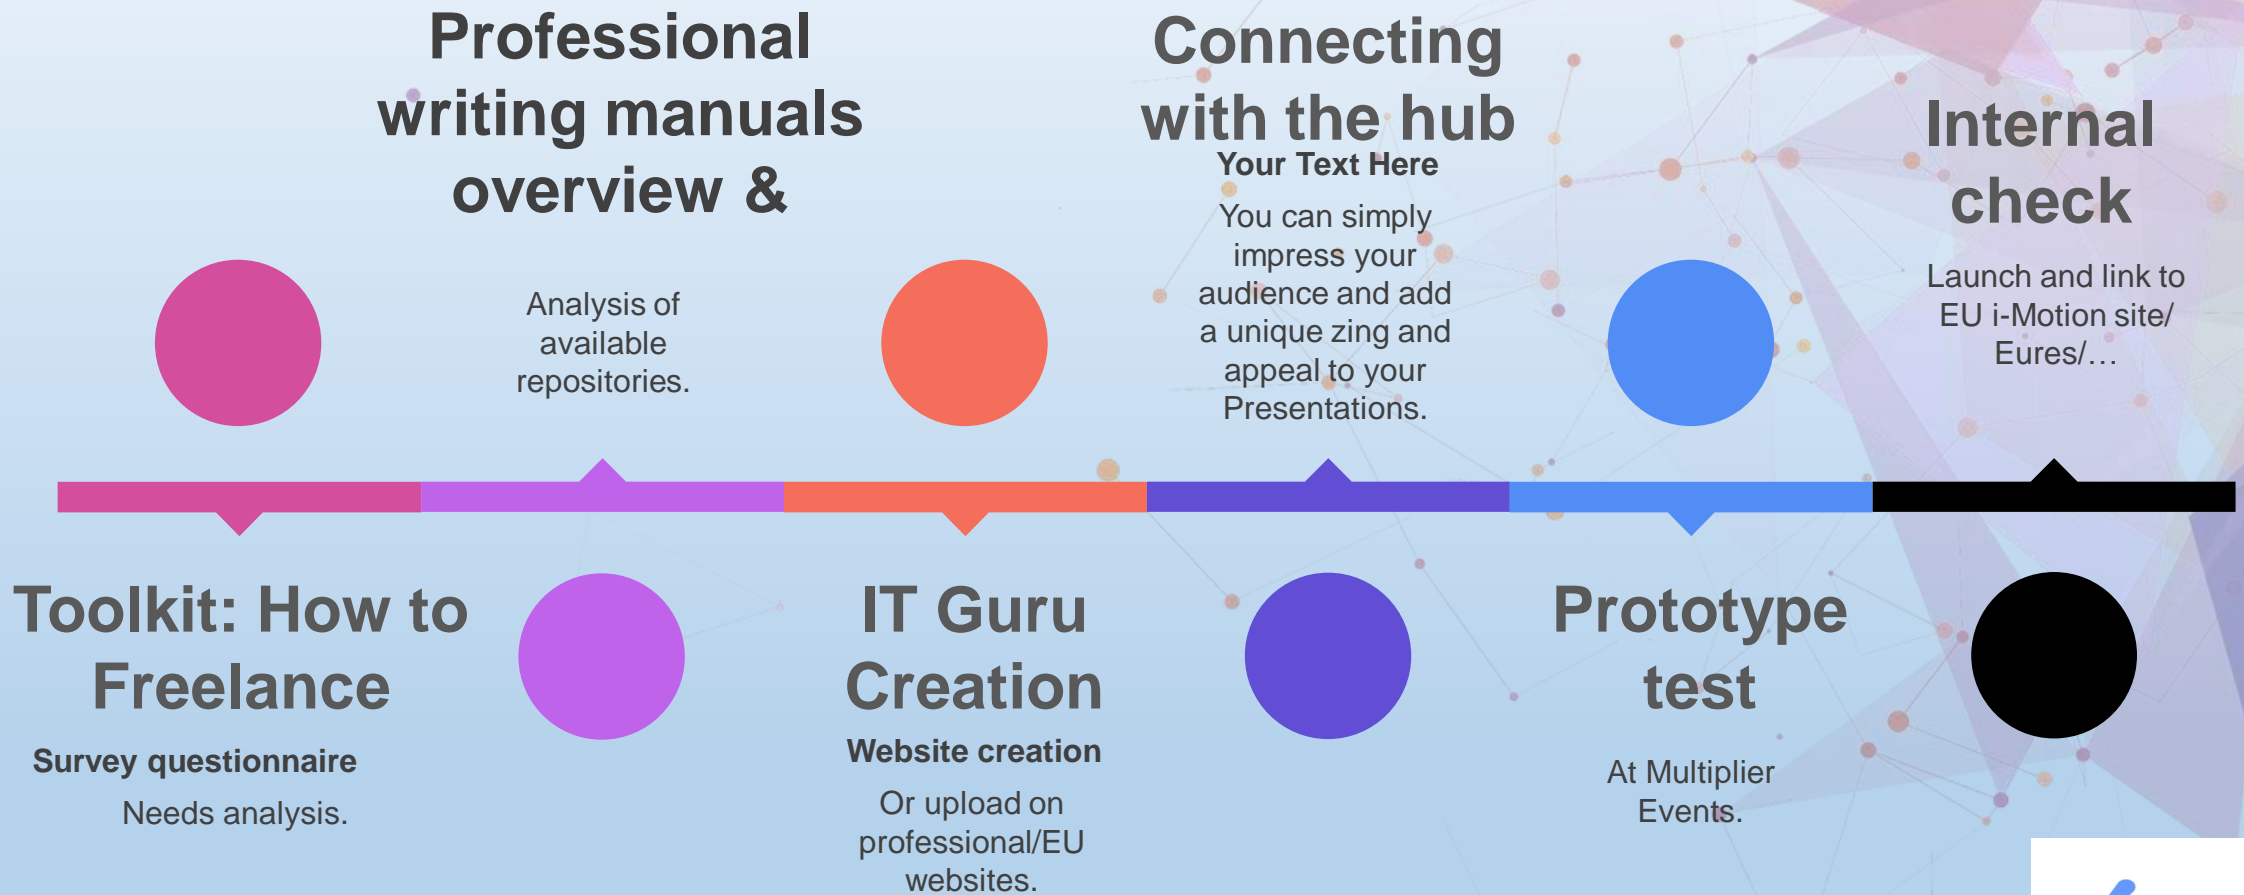 Professional
writing manuals
overview &
Analysis of
available
repositories.
Connecting
with the hub
Your Text Here
You can simply
impress your
audience and add
a unique zing and
appeal to your
Presentations.
Internal
check
Launch and link to
EU i-Motion site/
Eures/…
Toolkit: How to
Freelance
Survey questionnaire
Needs analysis.
IT Guru
Creation
Website creation
Or upload on
professional/EU
websites.
Prototype
test
At Multiplier
Events.